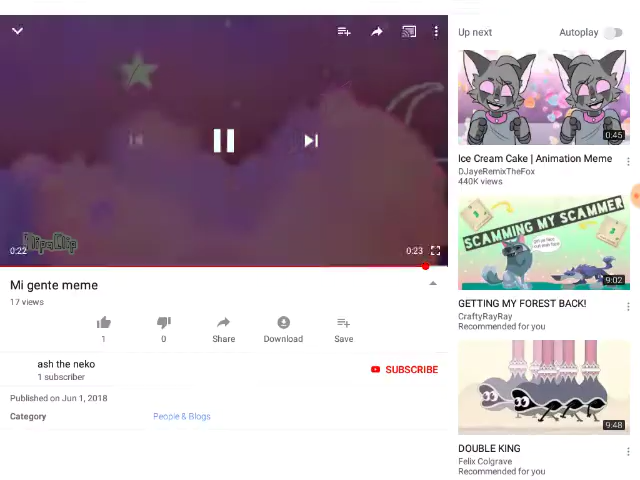 Up next
Autoplay
0:45
Ice Cream Cake | Animation Meme
DJayeRemixTheFox
440K views
FlipaClip
0:22
0:23
SCAMMING MY SCAMMER
9:02
GETTING MY FOREST BACK!
CraftyRayRay
Recommended for you
Mi gente meme
17 views
1
0
Share
Download
Save
ash the neko
1 subscriber
SUBSCRIBE
Published on Jun 1, 2018
Category
People & Blogs
9:48
DOUBLE KING
Felix Colgrave
Recommended for you